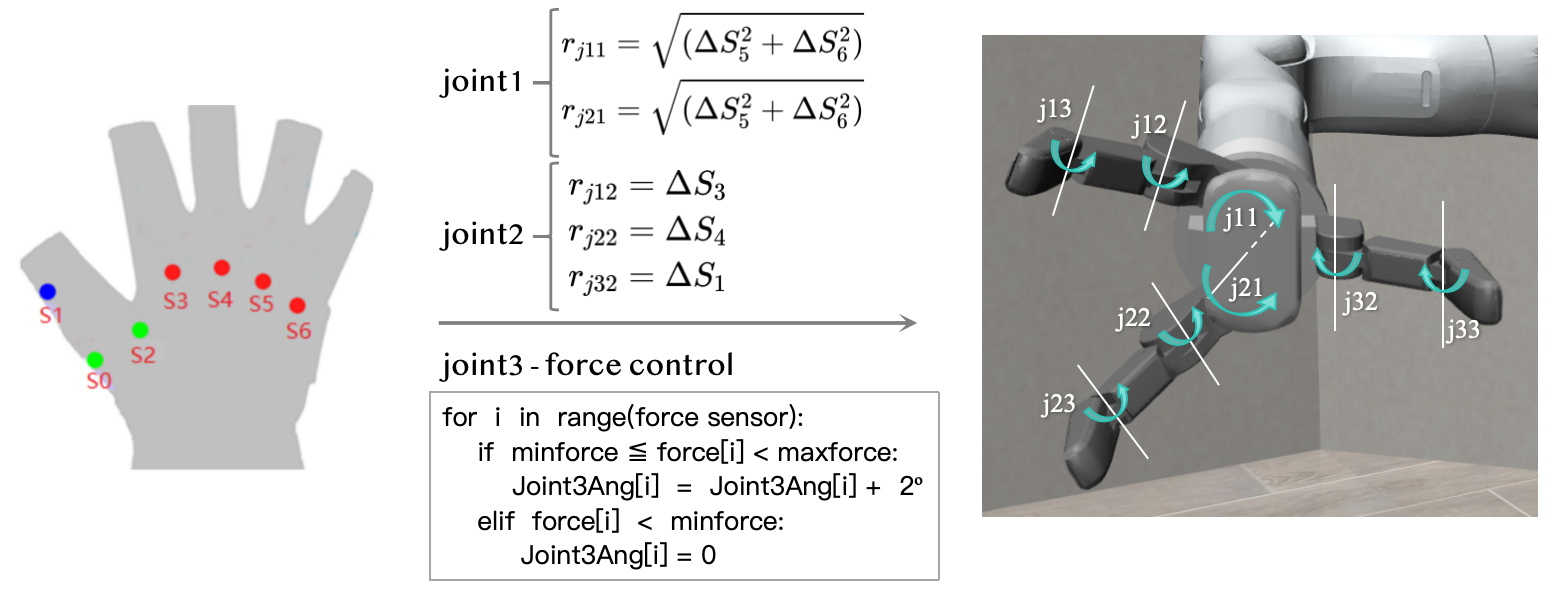 S1
S0
S2
S3
S4
S5
S6
joint1
r_{j11} = \sqrt{(\Delta S_5^2 + \Delta S_6^2)}
r_{j21} = \sqrt{(\Delta S_5^2 + \Delta S_6^2)}
joint2
r_{j12} = \Delta S_3
r_{j22} = \Delta S_4
r_{j32} = \Delta S_1
joint3 - force control
for i in range(force sensor):
if minforce ≦ force[i] < maxforce:
Joint3Ang[i] = Joint3Ang[i] + 2º
elif force[i] < minforce:
Joint3Ang[i] = 0
j13
j12
j11
j21
j22
j23
j32
j33